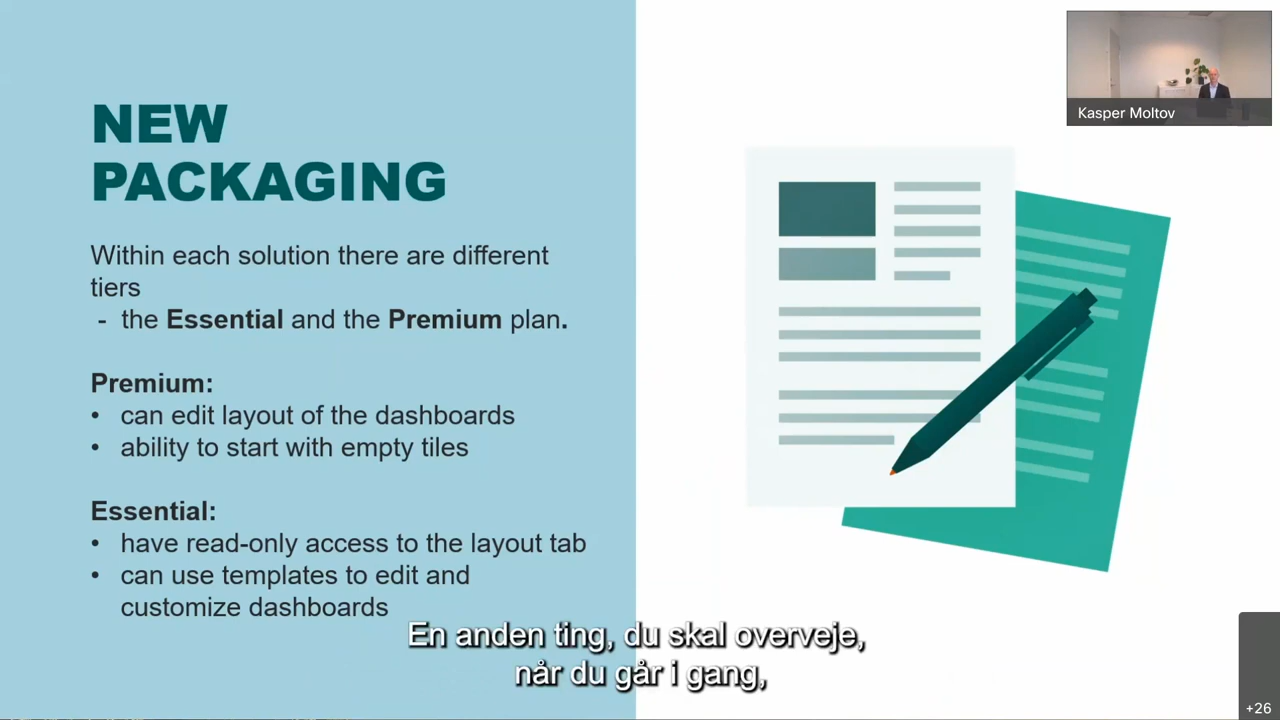 NEW
PACKAGING
Within each solution there are different
tiers
- the Essential and the Premium plan.
Premium:
• can edit layout of the dashboards
• ability to start with empty tiles
Essential:
• have read-only access to the layout tab
• can use templates to edit and
customize dashboards
En anden ting, du skal overveje,
når du går i gang,
Kasper Moltov
+26